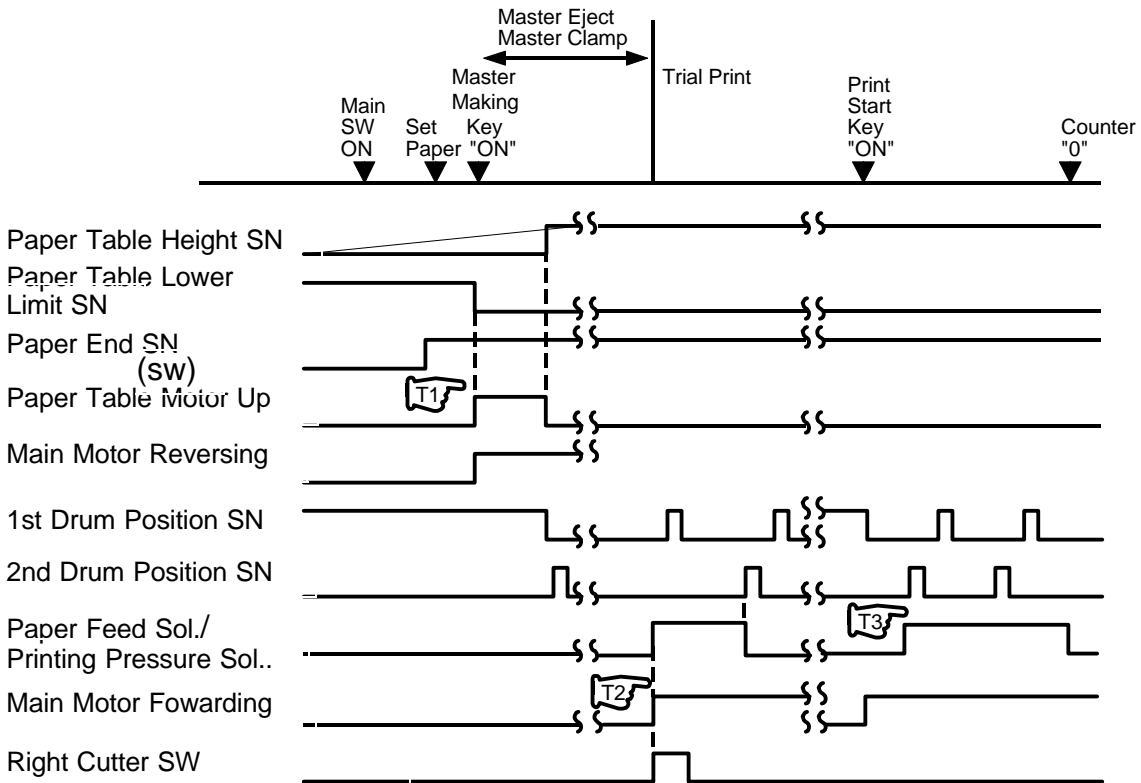 Master Eject
Master Clamp
Trial Print
Main
SW
ON
Set
Paper
Master
Making
Key
"ON"
Print
Start
Key
"ON"
Counter
"0"
Paper Table Height SN
Paper Table Lower
Limit SN
Paper End SN
(SW)
T1
Paper Table Motor Up
Main Motor Reversing
1st Drum Position SN
2nd Drum Position SN
Paper Feed Sol./
Printing Pressure Sol..
T3
T2
Main Motor Fowarding
Right Cutter SW